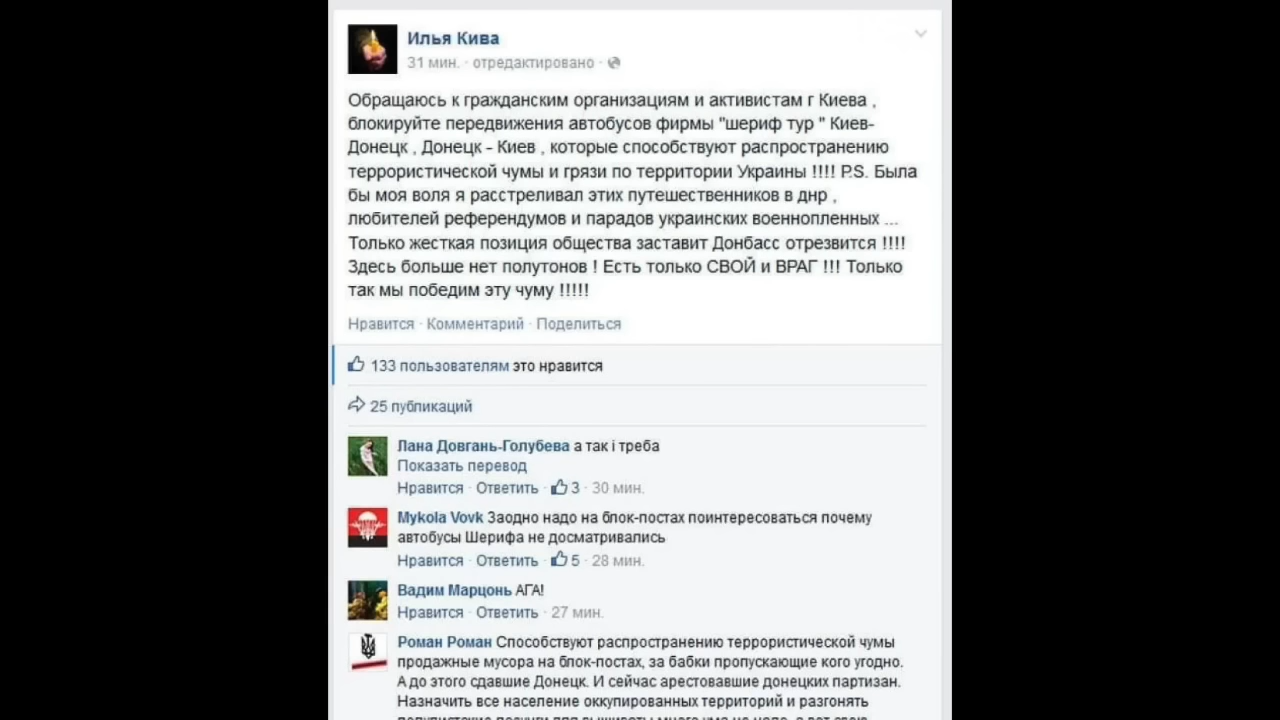 Илья Кива
31 мин. · отредактировано ·
Обращаюсь к гражданским организациям и активистам г Киева ,
блокируйте передвижения автобусов фирмы "шериф тур " Киев-
Донецк , Донецк - Киев , которые способствуют распространению
террористической чумы и грязи по территории Украины !!!! P.S. Была
бы моя воля я расстреливал этих путешественников в днр ,
любителей референдумов и парадов украинских военнопленных ...
Только жесткая позиция общества заставит Донбасс отрезвится !!!!
Здесь больше нет полутонов ! Есть только СВОЙ и ВРАГ !!! Только
так мы победим эту чуму !!!!!
Нравится · Комментарий · Поделиться
133 пользователям это нравится
25 публикаций
Лана Довгань-Голубева а так і треба
Показать перевод
Нравится · Ответить · 3 · 30 мин.
Mykola Vovk Заодно надо на блок-постах поинтересоваться почему
автобусы Шерифа не досматривались
Нравится · Ответить · 5 · 28 мин.
Вадим Марцонь АГА!
Нравится · Ответить · 27 мин.
Роман Роман Способствуют распространению террористической чумы
продажные мусора на блок-постах, за бабки пропускающие кого угодно.
А до этого сдавшие Донецк. И сейчас арестовавшие донецких партизан.
Назначить все население оккупированных территорий и разгонять